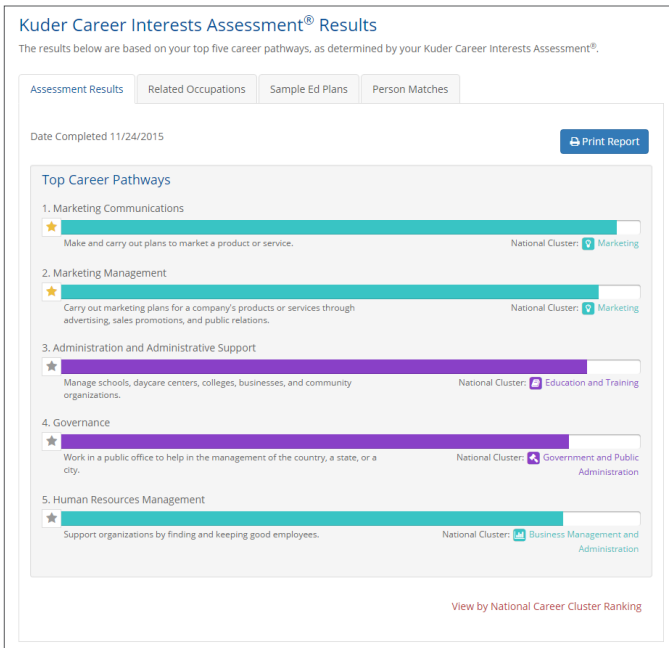 Kuder Career Interests Assessment® Results
The results below are based on your top five career pathways, as determined by your Kuder Career Interests Assessment®.
Assessment Results
Related Occupations
Sample Ed Plans
Person Matches
Date Completed 11/24/2015
Print Report
Top Career Pathways
1. Marketing Communications
Make and carry out plans to market a product or service.
National Cluster: Marketing
2. Marketing Management
Carry out marketing plans for a company's products or services through
advertising, sales promotions, and public relations.
National Cluster: Marketing
3. Administration and Administrative Support
Manage schools, daycare centers, colleges, businesses, and community
organizations.
National Cluster: Education and Training
4. Governance
Work in a public office to help in the management of the country, a state, or a
city.
National Cluster: Government and Public
Administration
5. Human Resources Management
Support organizations by finding and keeping good employees.
National Cluster: Business Management and
Administration
View by National Career Cluster Ranking